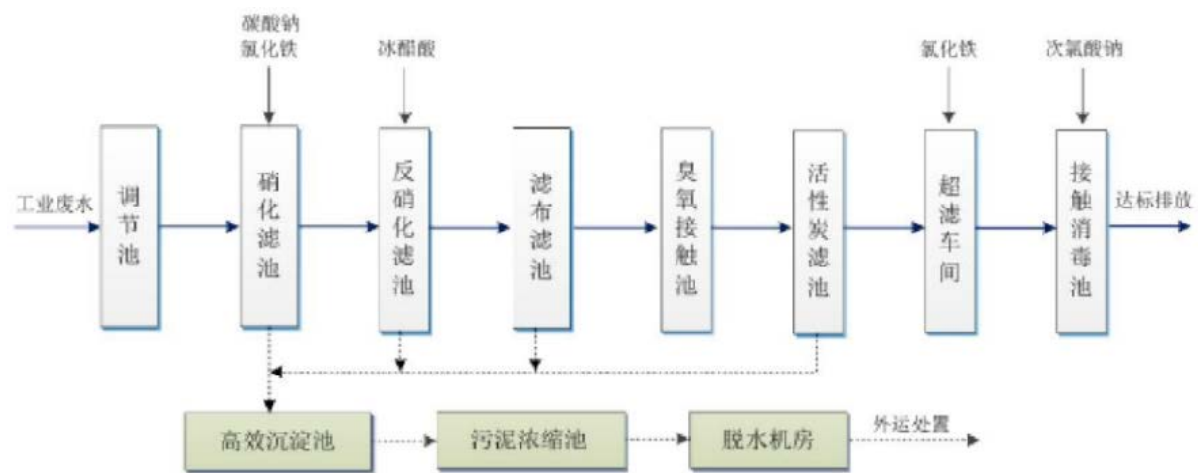 碳酸钠
氯化铁
冰醋酸
氯化铁
次氯酸钠
工业废水
调节池
硝化滤池
反硝化滤池
滤布滤池
臭氧接触池
活性炭滤池
超滤车间
接触消毒池
达标排放
高效沉淀池
污泥浓缩池
脱水机房
外运处置